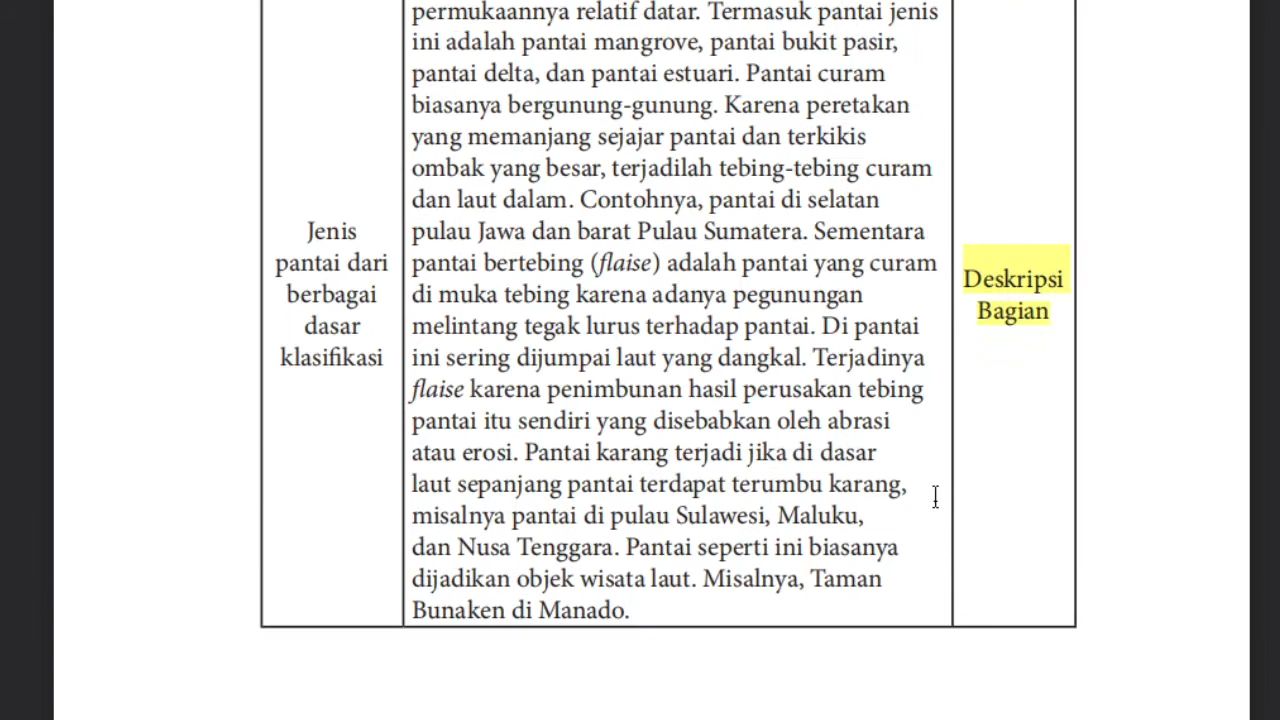 permukaannya relatif datar. Termasuk pantai jenis
ini adalah pantai mangrove, pantai bukit pasir,
pantai delta, dan pantai estuari. Pantai curam
biasanya bergunung-gunung. Karena peretakan
yang memanjang sejajar pantai dan terkikis
ombak yang besar, terjadilah tebing-tebing curam
dan laut dalam. Contohnya, pantai di selatan
pulau Jawa dan barat Pulau Sumatera. Sementara
pantai bertebing (flaise) adalah pantai yang curam
di muka tebing karena adanya pegunungan
melintang tegak lurus terhadap pantai. Di pantai
ini sering dijumpai laut yang dangkal. Terjadinya
flaise karena penimbunan hasil perusakan tebing
pantai itu sendiri yang disebabkan oleh abrasi
atau erosi. Pantai karang terjadi jika di dasar
laut sepanjang pantai terdapat terumbu karang,
misalnya pantai di pulau Sulawesi, Maluku,
dan Nusa Tenggara. Pantai seperti ini biasanya
dijadikan objek wisata laut. Misalnya, Taman
Bunaken di Manado.
Jenis
pantai dari
berbagai
dasar
klasifikasi
Deskripsi
Bagian